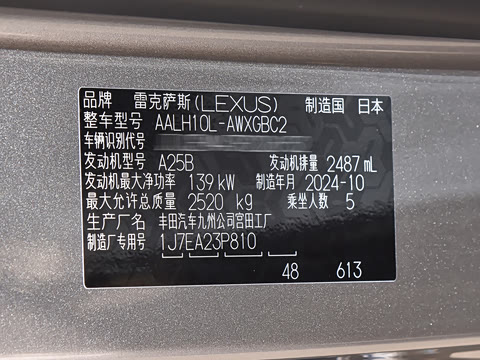 品牌 雷克萨斯(LEXUS) 制造国 日本
整车型号 AALH10L-AWXGBC2
车辆识别代号
发动机型号 A25B 发动机排量 2487 mL
发动机最大净功率 139 kW 制造年月 2024-10
最大允许总质量 2520 kg 乘坐人数 5
生产厂名 丰田汽车九州公司宫田工厂
制造厂专用号 1J7EA23P810
48 613